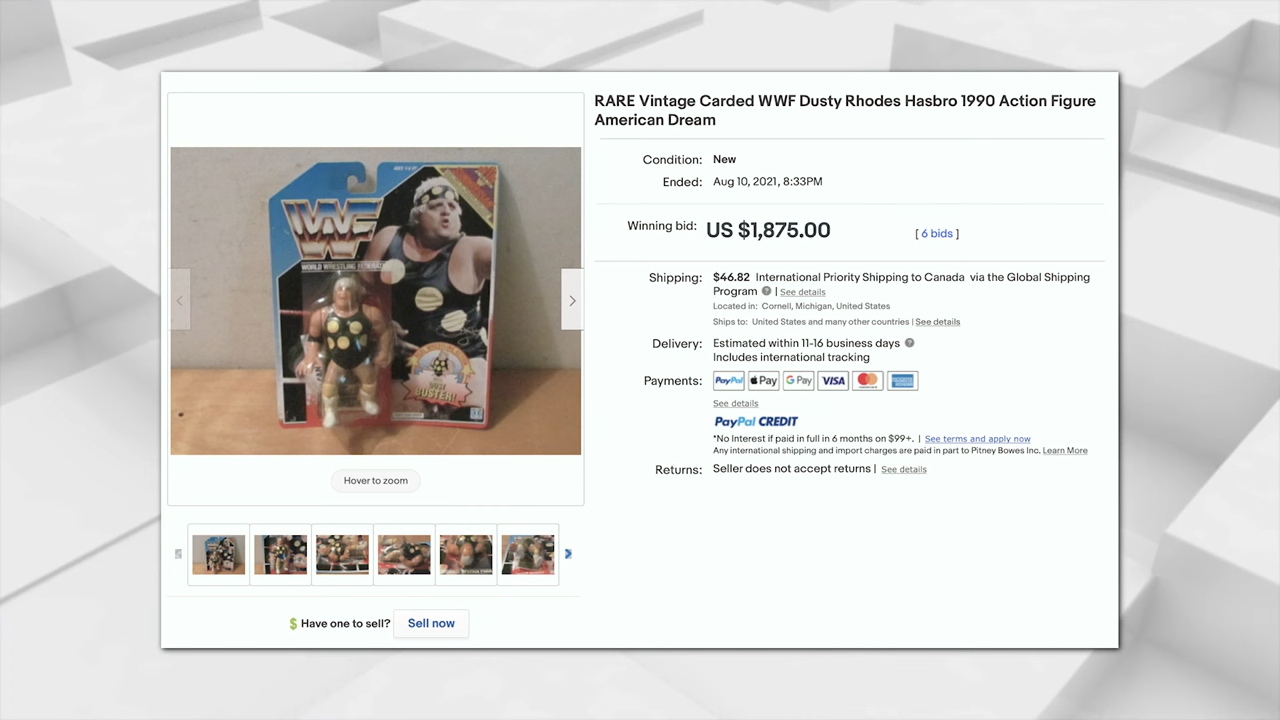 RARE Vintage Carded WWF Dusty Rhodes Hasbro 1990 Action Figure
American Dream
Condition: New
Ended: Aug 10, 2021, 8:33PM
Winning bid: US $1,875.00 [ 6 bids ]
Shipping: $46.82 International Priority Shipping to Canada via the Global Shipping
Program ? | See details
Located in: Cornell, Michigan, United States
Ships to: United States and many other countries | See details
Delivery: Estimated within 11-16 business days ?
Includes international tracking
Payments: PayPal Pay G Pay VISA
See details
PayPal CREDIT
*No Interest if paid in full in 6 months on $99+. | See terms and apply now
Any international shipping and import charges are paid in part to Pitney Bowes Inc. Learn More
Returns: Seller does not accept returns | See details
WWF
WORLD WRESTLING FEDERATION
BUSTER!
Hover to zoom
$ Have one to sell? Sell now